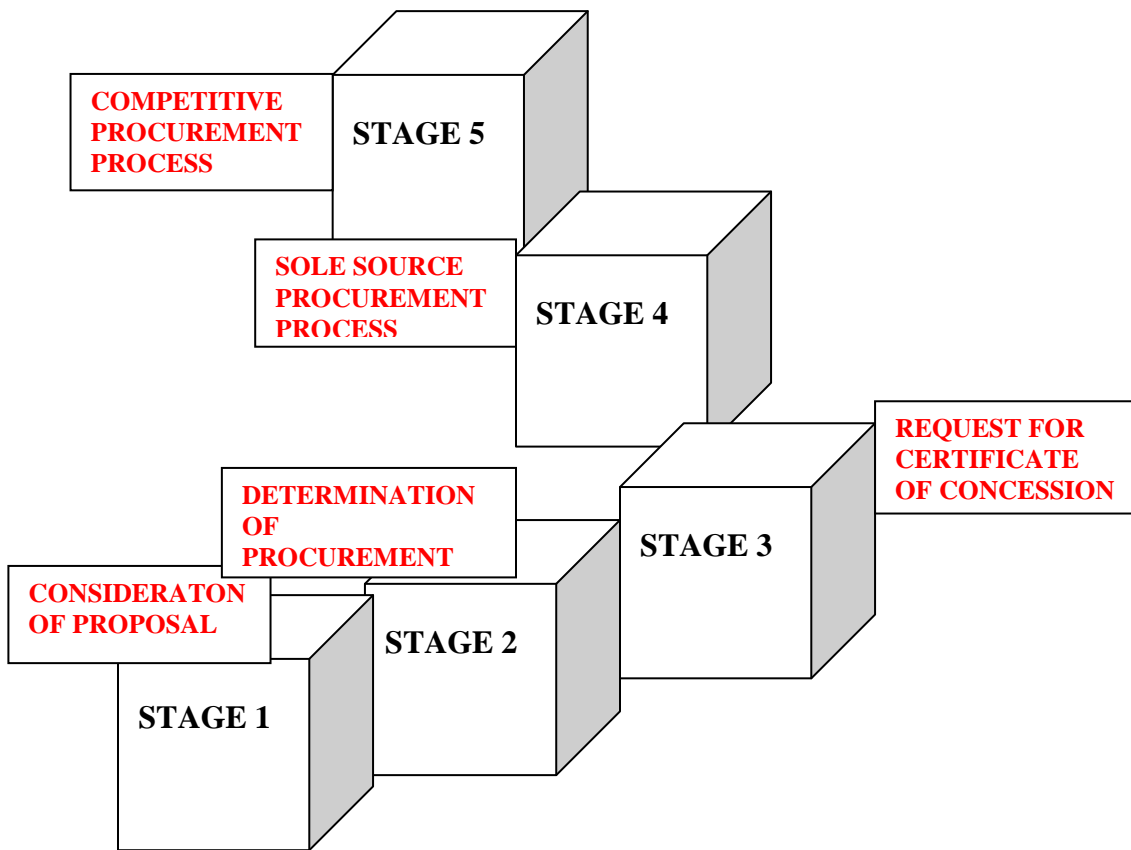 COMPETITIVE
PROCUREMENT
PROCESS
STAGE 5
SOLE SOURCE
PROCUREMENT
PROCESS
STAGE 4
REQUEST FOR
CERTIFICATE
OF CONCESSION
STAGE 3
DETERMINATION
OF
PROCUREMENT
STAGE 2
CONSIDERATON
OF PROPOSAL
STAGE 1